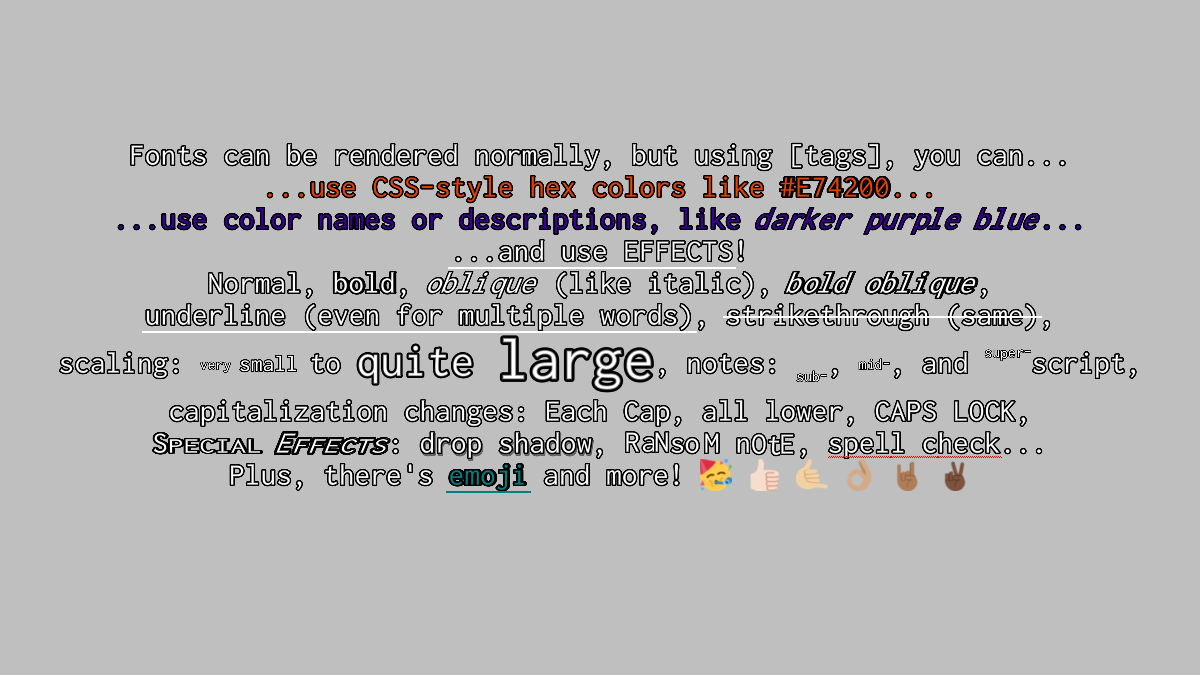 Fonts can be rendered normally, but using [tags], you can...
...use CSS-style hex colors like #E74200...
...use color names or descriptions, like darker purple blue...
...and use EFFECTS!
Normal, bold, oblique (like italic), bold oblique,
underline (even for multiple words), strikethrough (same),
scaling: very small to quite large, notes: sub-, mid-, and super-script,
capitalization changes: Each Cap, all lower, CAPS LOCK,
Special Effects: drop shadow, RaNsoM nOtE, spell check...
Plus, there's emoji and more! 🥳 👍🏻 🤙🏼 👌🏽 🤘🏾 ✌🏿